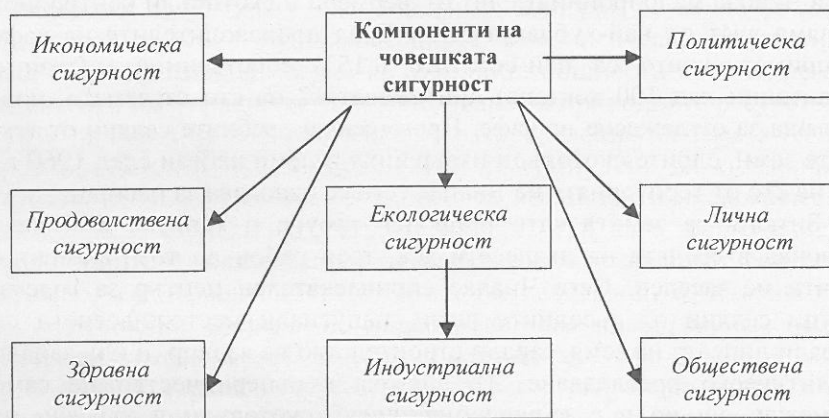 Компоненти на
човешката
сигурност
Икономическа
сигурност
Политическа
сигурност
Продоволствена
сигурност
Екологическа
сигурност
Лична
сигурност
Здравна
сигурност
Индустриална
сигурност
Обществена
сигурност